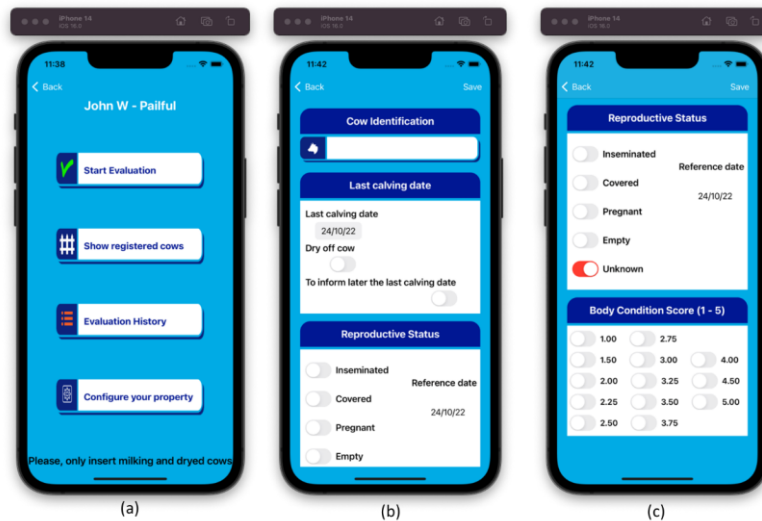 iPhone 14
iOS 16.0
11:38
Back
John W - Pailful
Start Evaluation
Show registered cows
Evaluation History
Configure your property
Please, only insert milking and dryed cows
(a)
iPhone 14
iOS 16.0
11:42
Back
Save
Cow Identification
Last calving date
Last calving date
24/10/22
Dry off cow
To inform later the last calving date
Reproductive Status
Inseminated
Reference date
Covered
24/10/22
Pregnant
Empty
(b)
iPhone 14
iOS 16.0
11:42
Back
Save
Reproductive Status
Inseminated
Reference date
Covered
24/10/22
Pregnant
Empty
Unknown
Body Condition Score (1 - 5)
1.00 2.75
1.50 3.00 4.00
2.00 3.25 4.50
2.25 3.50 5.00
2.50 3.75
(c)